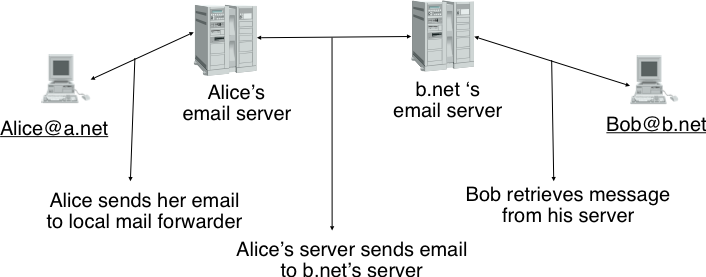 Alice's
email server
b.net 's
email server
Alice@a.net
Bob@b.net
Alice sends her email
to local mail forwarder
Bob retrieves message
from his server
Alice's server sends email
to b.net's server